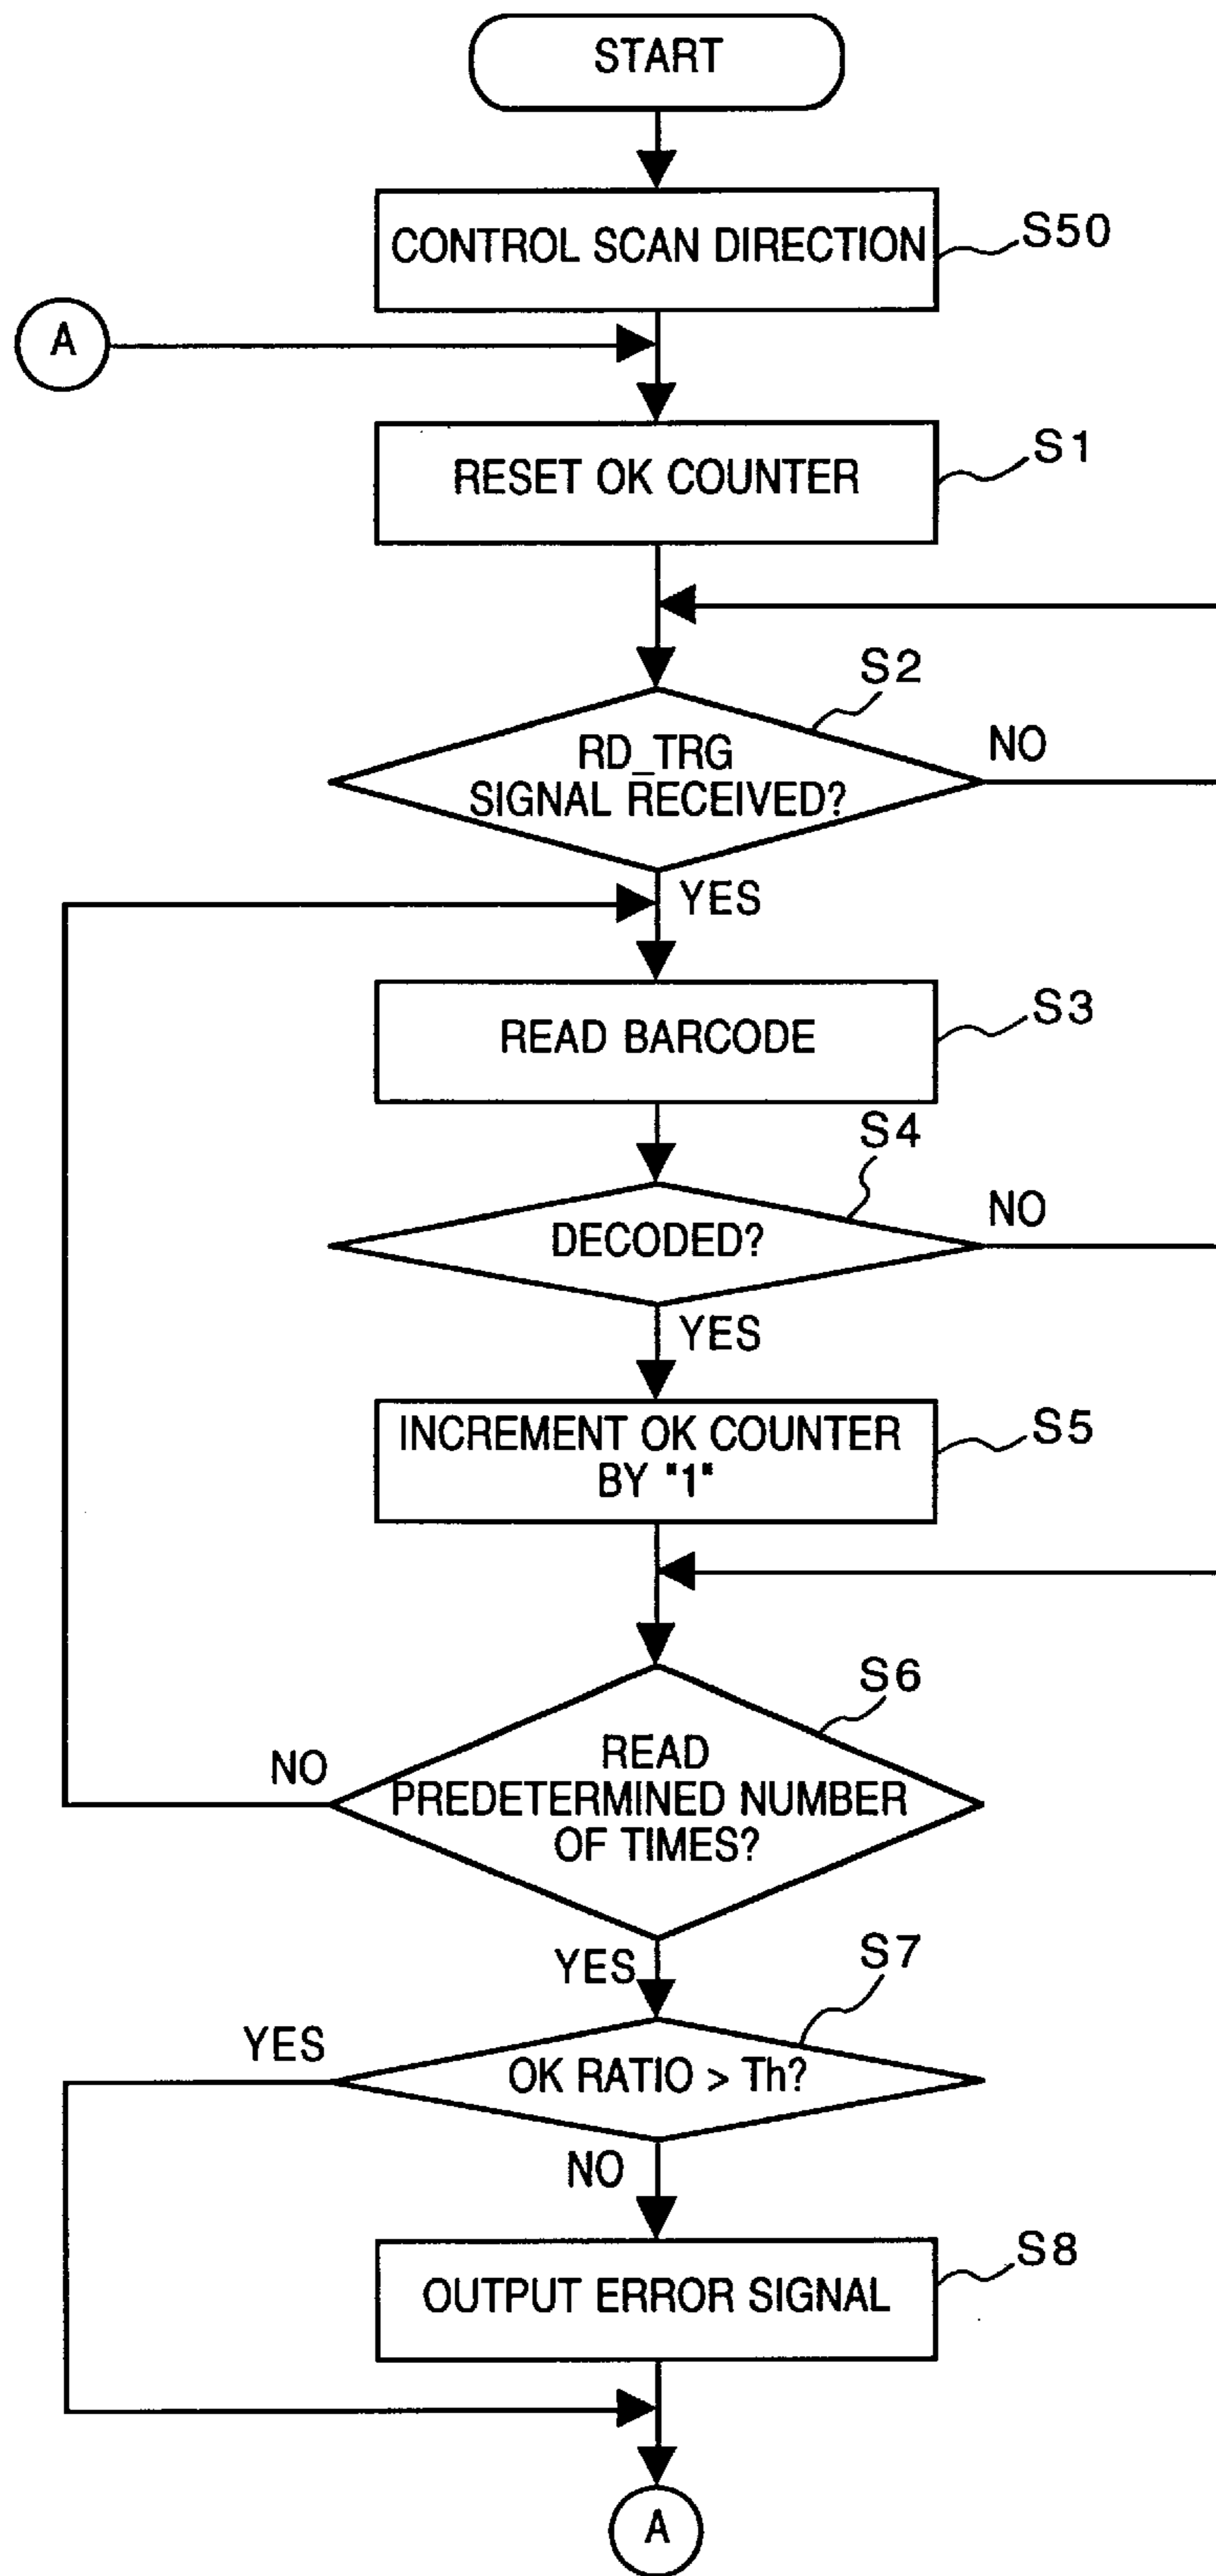 START
CONTROL SCAN DIRECTION
S50
A
RESET OK COUNTER
S1
S2
RD_TRG
SIGNAL RECEIVED?
NO
YES
READ BARCODE
S3
S4
DECODED?
NO
YES
INCREMENT OK COUNTER
BY "1"
S5
S6
READ
PREDETERMINED NUMBER
OF TIMES?
NO
YES
S7
YES
OK RATIO > Th?
NO
OUTPUT ERROR SIGNAL
S8
A